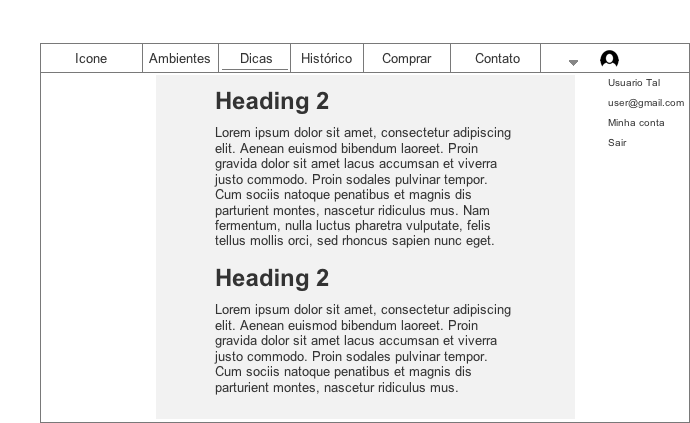 Icone Ambientes Dicas Histórico Comprar Contato
Usuario Tal
user@gmail.com
Minha conta
Sair
Heading 2
Lorem ipsum dolor sit amet, consectetur adipiscing
elit. Aenean euismod bibendum laoreet. Proin
gravida dolor sit amet lacus accumsan et viverra
justo commodo. Proin sodales pulvinar tempor.
Cum sociis natoque penatibus et magnis dis
parturient montes, nascetur ridiculus mus. Nam
fermentum, nulla luctus pharetra vulputate, felis
tellus mollis orci, sed rhoncus sapien nunc eget.
Heading 2
Lorem ipsum dolor sit amet, consectetur adipiscing
elit. Aenean euismod bibendum laoreet. Proin
gravida dolor sit amet lacus accumsan et viverra
justo commodo. Proin sodales pulvinar tempor.
Cum sociis natoque penatibus et magnis dis
parturient montes, nascetur ridiculus mus.